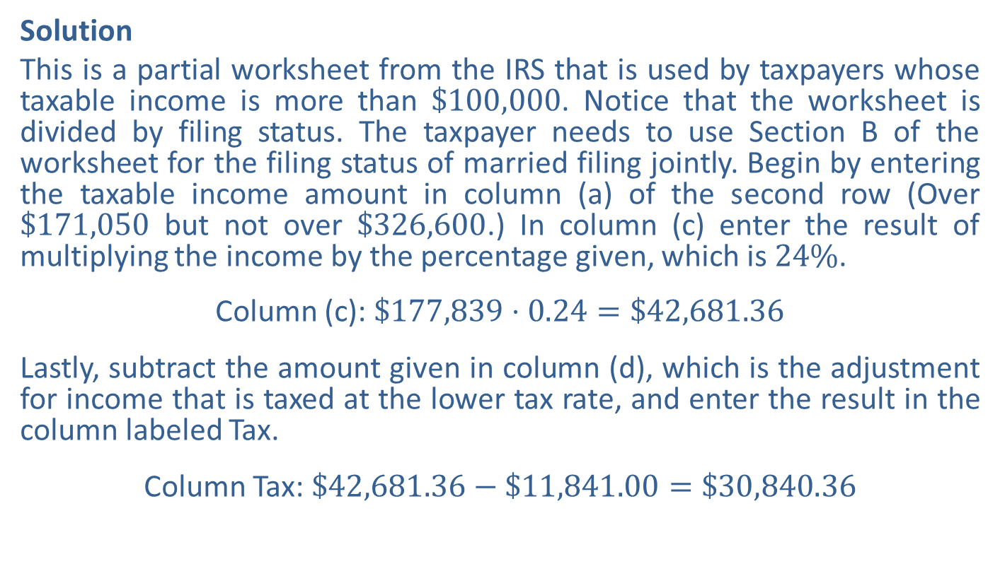 Solution
This is a partial worksheet from the IRS that is used by taxpayers whose
taxable income is more than $100,000. Notice that the worksheet is
divided by filing status. The taxpayer needs to use Section B of the
worksheet for the filing status of married filing jointly. Begin by entering
the taxable income amount in column (a) of the second row (Over
$171,050 but not over $326,600.) In column (c) enter the result of
multiplying the income by the percentage given, which is 24%.
Column (c): $177,839 · 0.24 = $42,681.36
Lastly, subtract the amount given in column (d), which is the adjustment
for income that is taxed at the lower tax rate, and enter the result in the
column labeled Tax.
Column Tax: $42,681.36 − $11,841.00 = $30,840.36